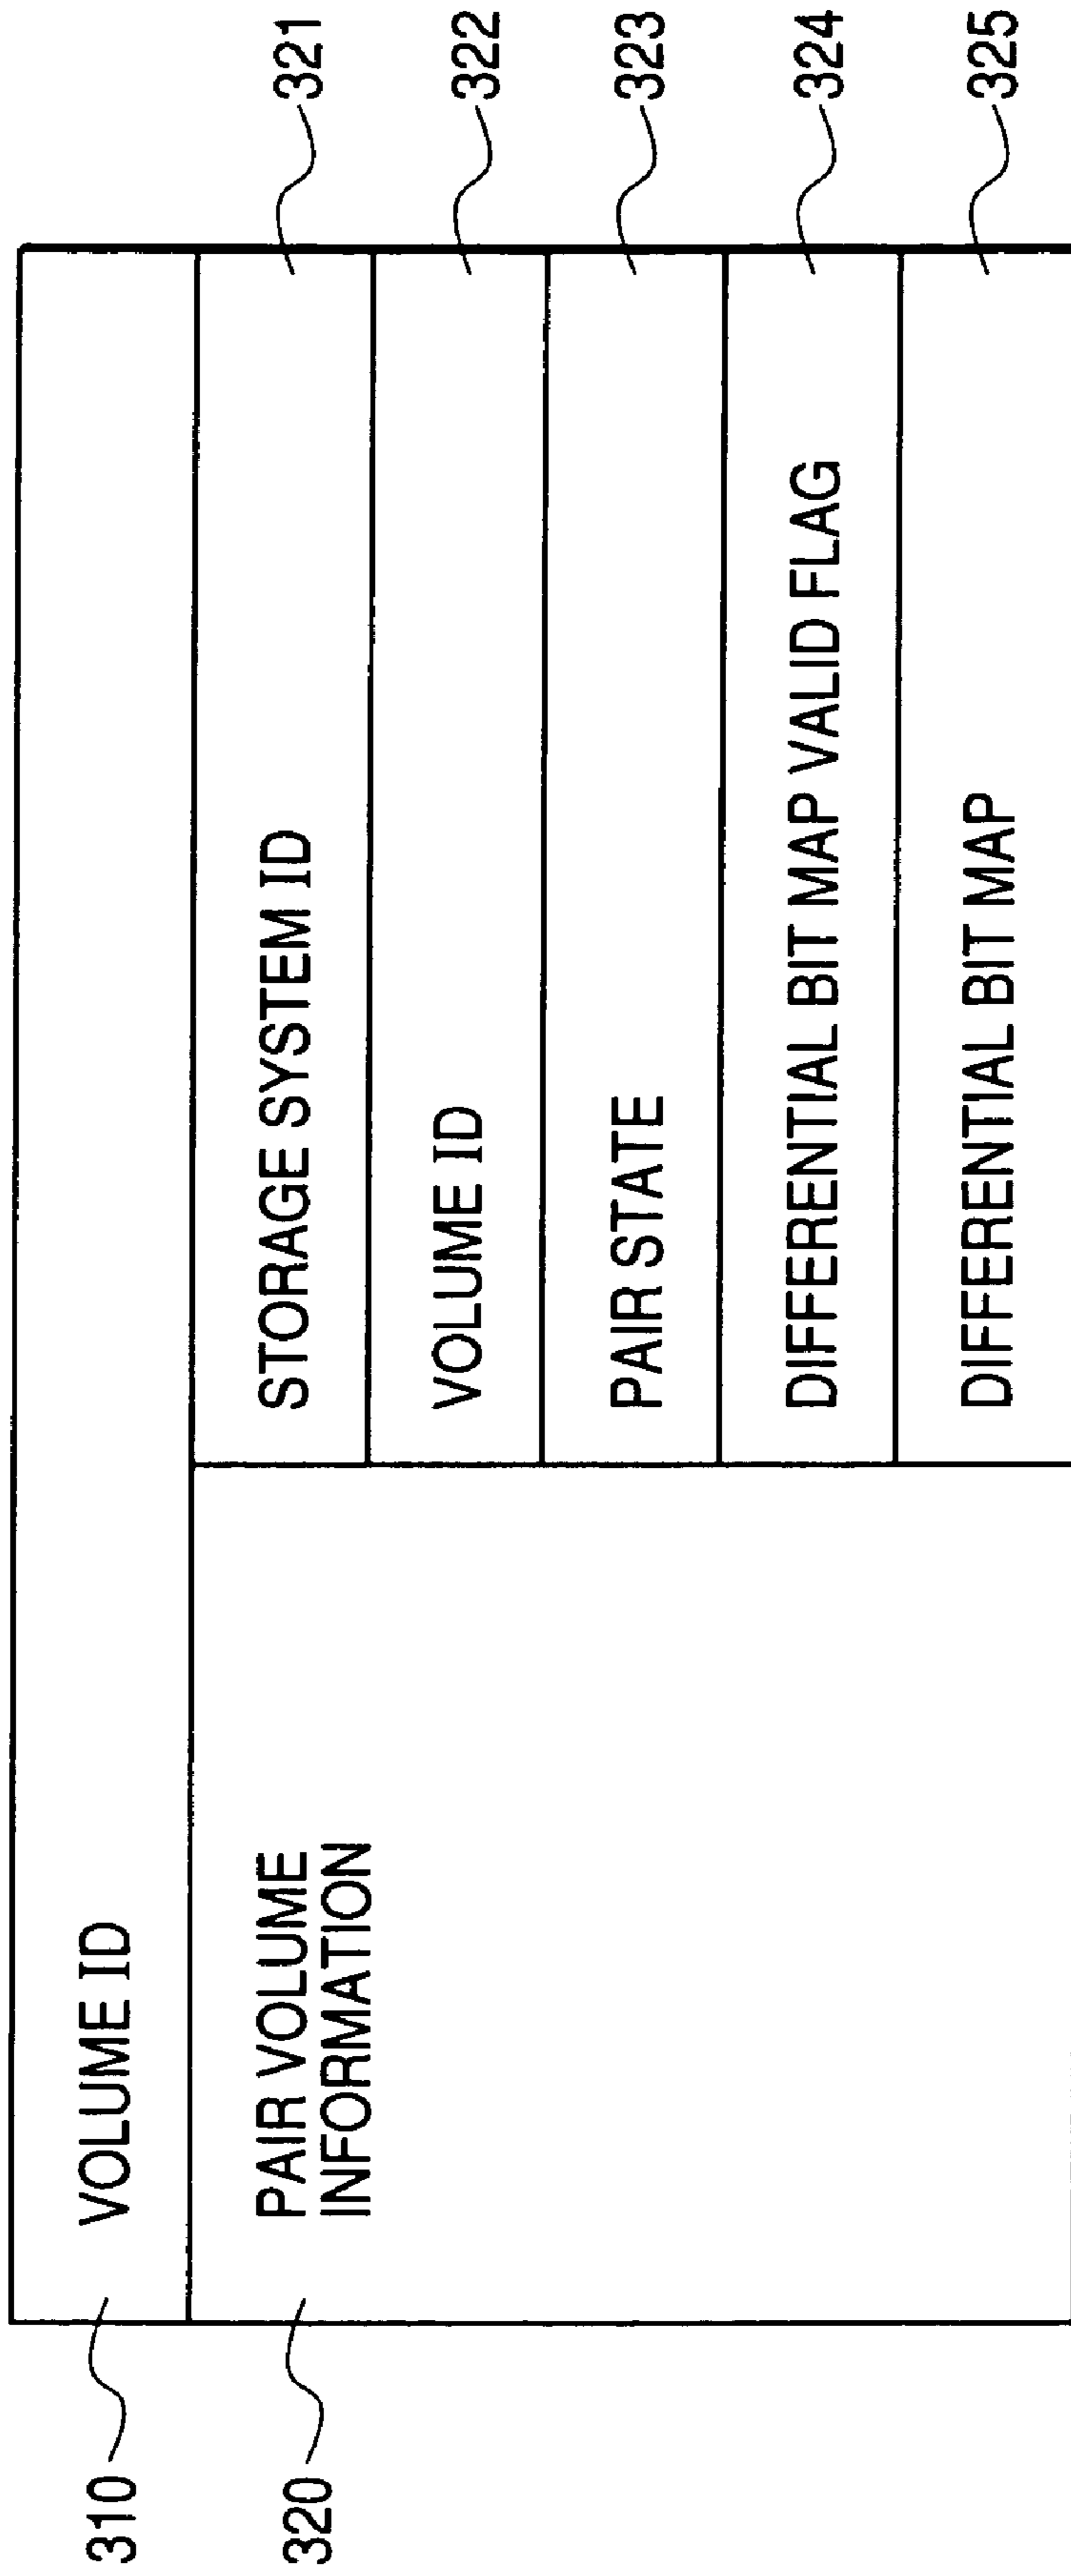 310
VOLUME ID
320
PAIR VOLUME
INFORMATION
STORAGE SYSTEM ID
321
VOLUME ID
322
PAIR STATE
323
DIFFERENTIAL BIT MAP VALID FLAG
324
DIFFERENTIAL BIT MAP
325